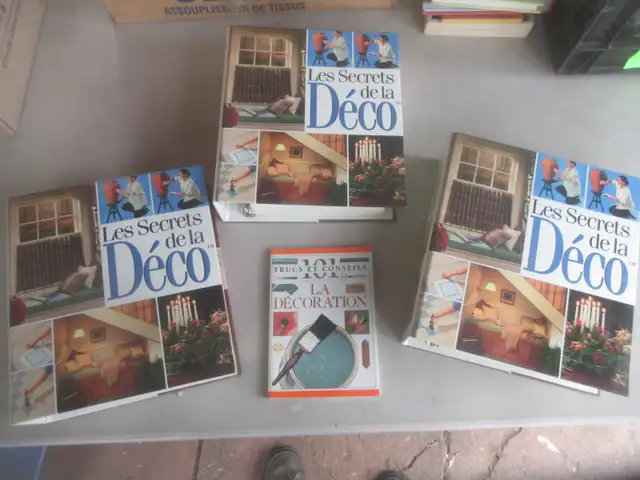 ASSOUPLISSEUR DE TISSUS
Les Secrets
de la
Déco
Les Secrets
de la
Déco
Les Secrets
de la
Déco
101
TRUCS ET CONSEILS
LA
DÉCORATION